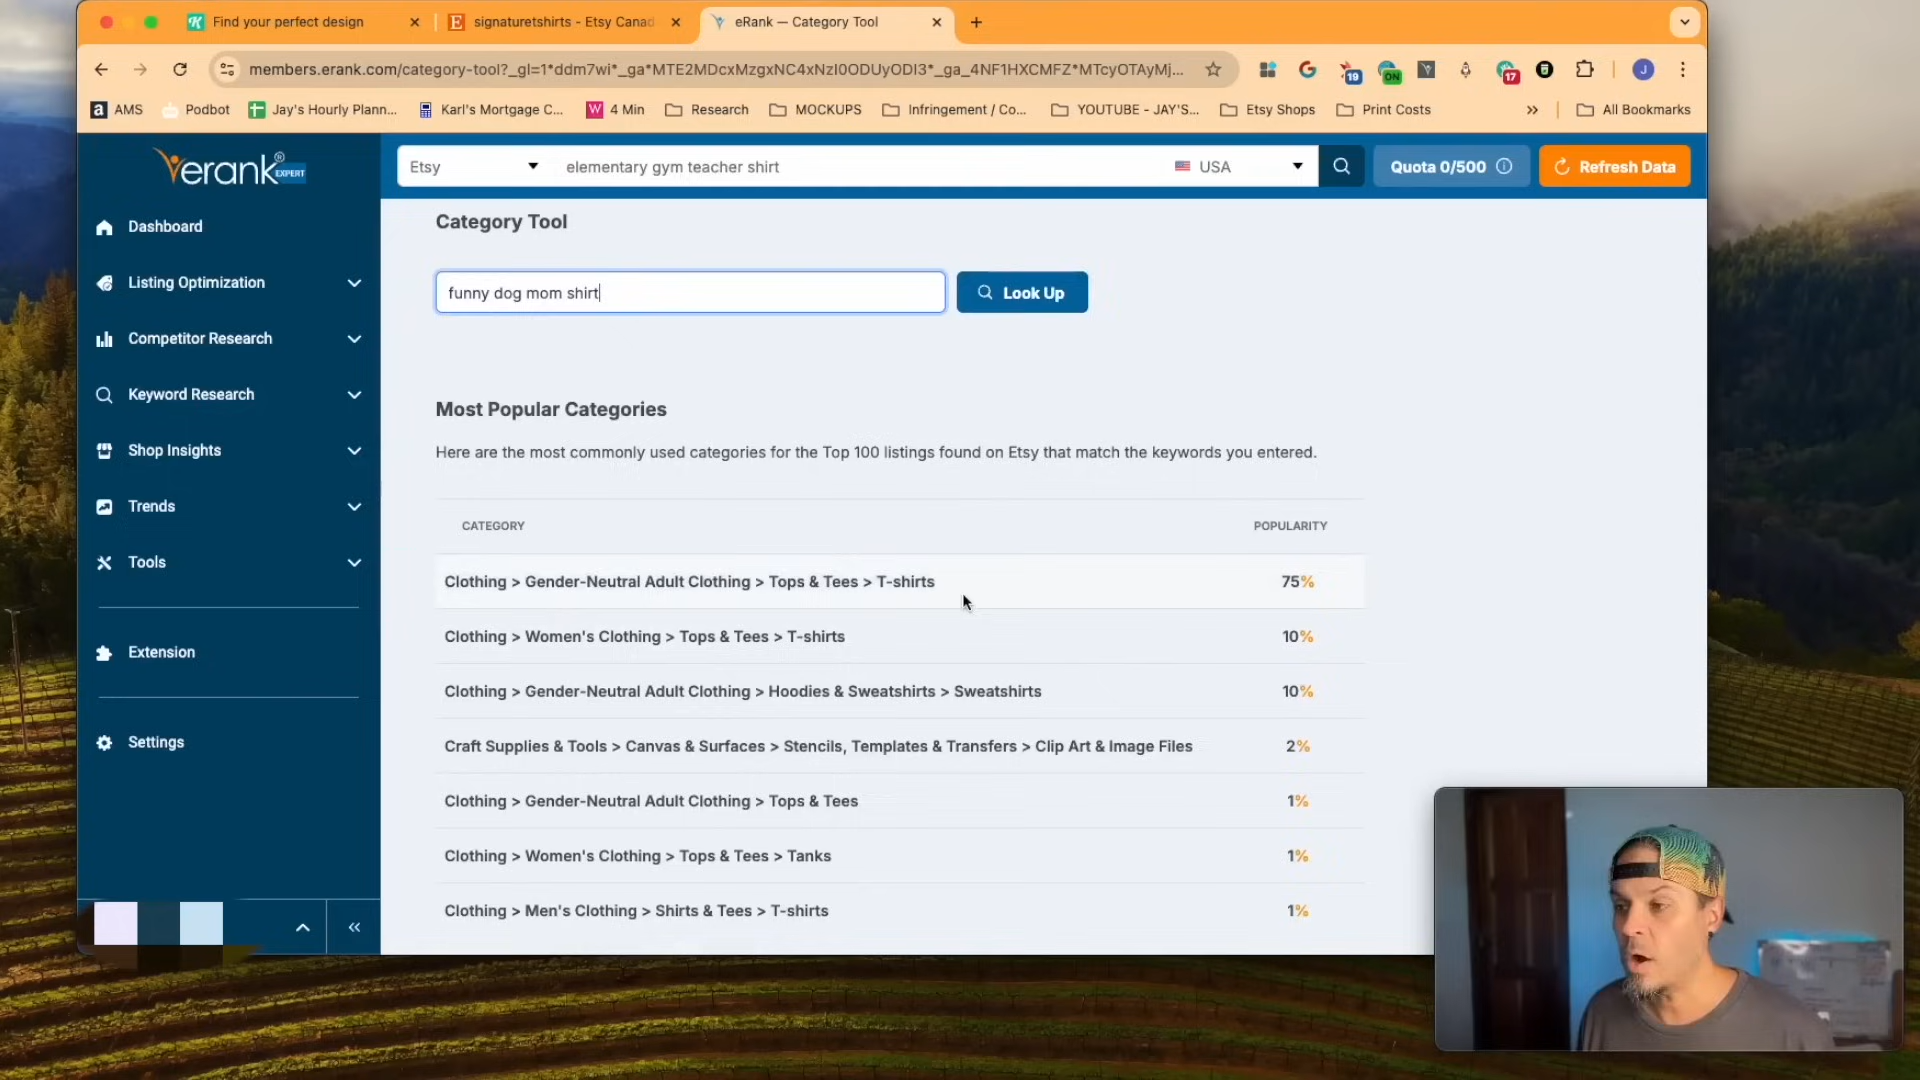 Find your perfect design
signaturetshirts - Etsy Canad
eRank — Category Tool
members.erank.com/category-tool?_gl=1*ddm7wi*_ga*MTE2MDcxMzgxNC4xNzI0ODUyODI3*_ga_4NF1HXCMFZ*MTcyOTAyMj...
19
ON
17
J
AMS
Podbot
Jay's Hourly Plann...
Karl's Mortgage C...
4 Min
Research
MOCKUPS
Infringement / Co...
YOUTUBE - JAY'S...
Etsy Shops
Print Costs
All Bookmarks
erank® EXPERT
Etsy
elementary gym teacher shirt
USA
Quota 0/500
Refresh Data
Dashboard
Listing Optimization
Competitor Research
Keyword Research
Shop Insights
Trends
Tools
Extension
Settings
Category Tool
funny dog mom shirt
Look Up
Most Popular Categories
Here are the most commonly used categories for the Top 100 listings found on Etsy that match the keywords you entered.
CATEGORY POPULARITY
Clothing > Gender-Neutral Adult Clothing > Tops & Tees > T-shirts 75%
Clothing > Women's Clothing > Tops & Tees > T-shirts 10%
Clothing > Gender-Neutral Adult Clothing > Hoodies & Sweatshirts > Sweatshirts 10%
Craft Supplies & Tools > Canvas & Surfaces > Stencils, Templates & Transfers > Clip Art & Image Files 2%
Clothing > Gender-Neutral Adult Clothing > Tops & Tees 1%
Clothing > Women's Clothing > Tops & Tees > Tanks 1%
Clothing > Men's Clothing > Shirts & Tees > T-shirts 1%